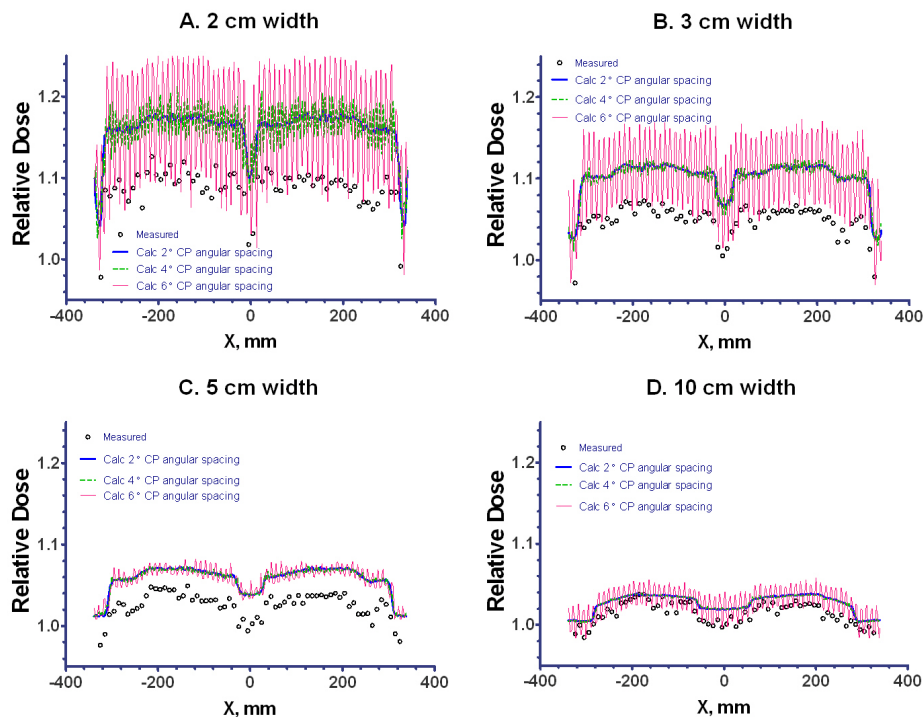 A. 2 cm width
Relative Dose
1.2
1.1
1.0
Measured
Calc 2° CP angular spacing
Calc 4° CP angular spacing
Calc 6° CP angular spacing
-400 -200 0 200 400
X, mm
B. 3 cm width
Relative Dose
1.2
1.1
1.0
Measured
Calc 2° CP angular spacing
Calc 4° CP angular spacing
Calc 6° CP angular spacing
-400 -200 0 200 400
X, mm
C. 5 cm width
Relative Dose
1.2
1.1
1.0
Measured
Calc 2° CP angular spacing
Calc 4° CP angular spacing
Calc 6° CP angular spacing
-400 -200 0 200 400
X, mm
D. 10 cm width
Relative Dose
1.2
1.1
1.0
Measured
Calc 2° CP angular spacing
Calc 4° CP angular spacing
Calc 6° CP angular spacing
-400 -200 0 200 400
X, mm